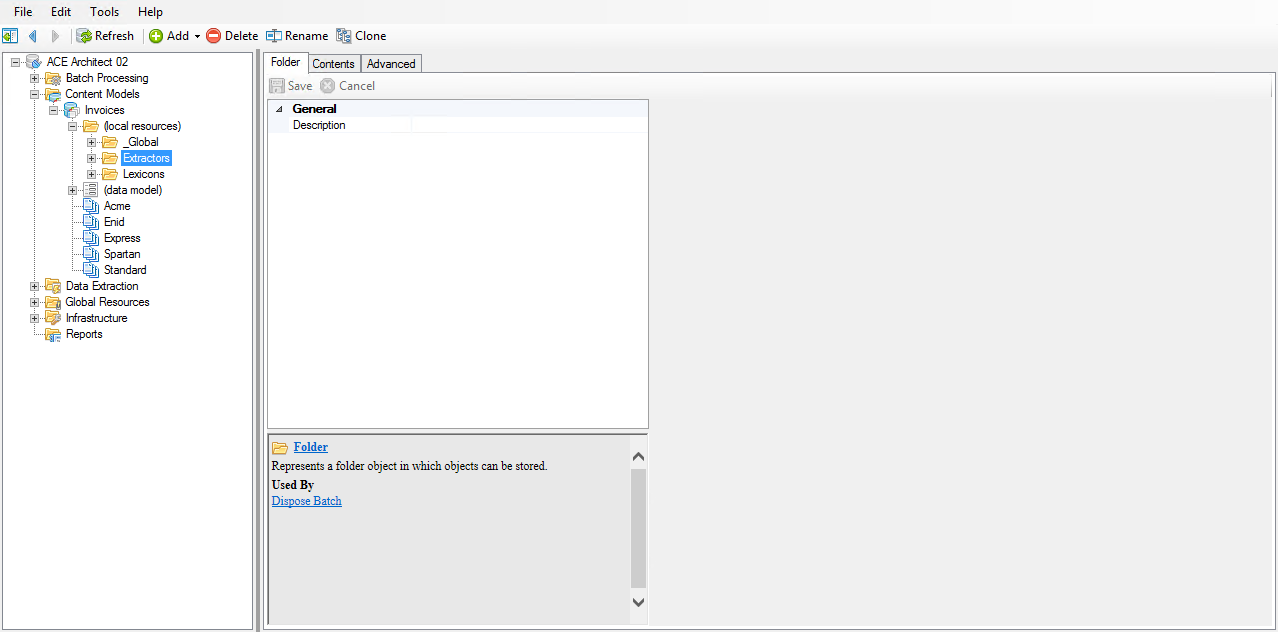 File Edit Tools Help
Refresh Add Delete Rename Clone
ACE Architect 02
Batch Processing
Content Models
Invoices
(local resources)
_Global
Extractors
Lexicons
(data model)
Acme
Enid
Express
Spartan
Standard
Data Extraction
Global Resources
Infrastructure
Reports
Folder Contents Advanced
Save Cancel
General
Description
Folder
Represents a folder object in which objects can be stored.
Used By
Dispose Batch